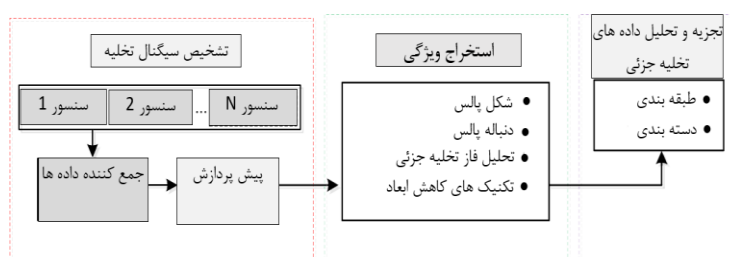 تشخیص سیگنال تخلیه
سنسور 1
سنسور 2
...
سنسور N
جمع کننده داده ها
پیش پردازش
استخراج ویژگی
● شکل پالس
● دنباله پالس
● تحلیل فاز تخلیه جزئی
● تکنیک های کاهش ابعاد
تجزیه و تحلیل داده های
تخلیه جزئی
● طبقه بندی
● دسته بندی